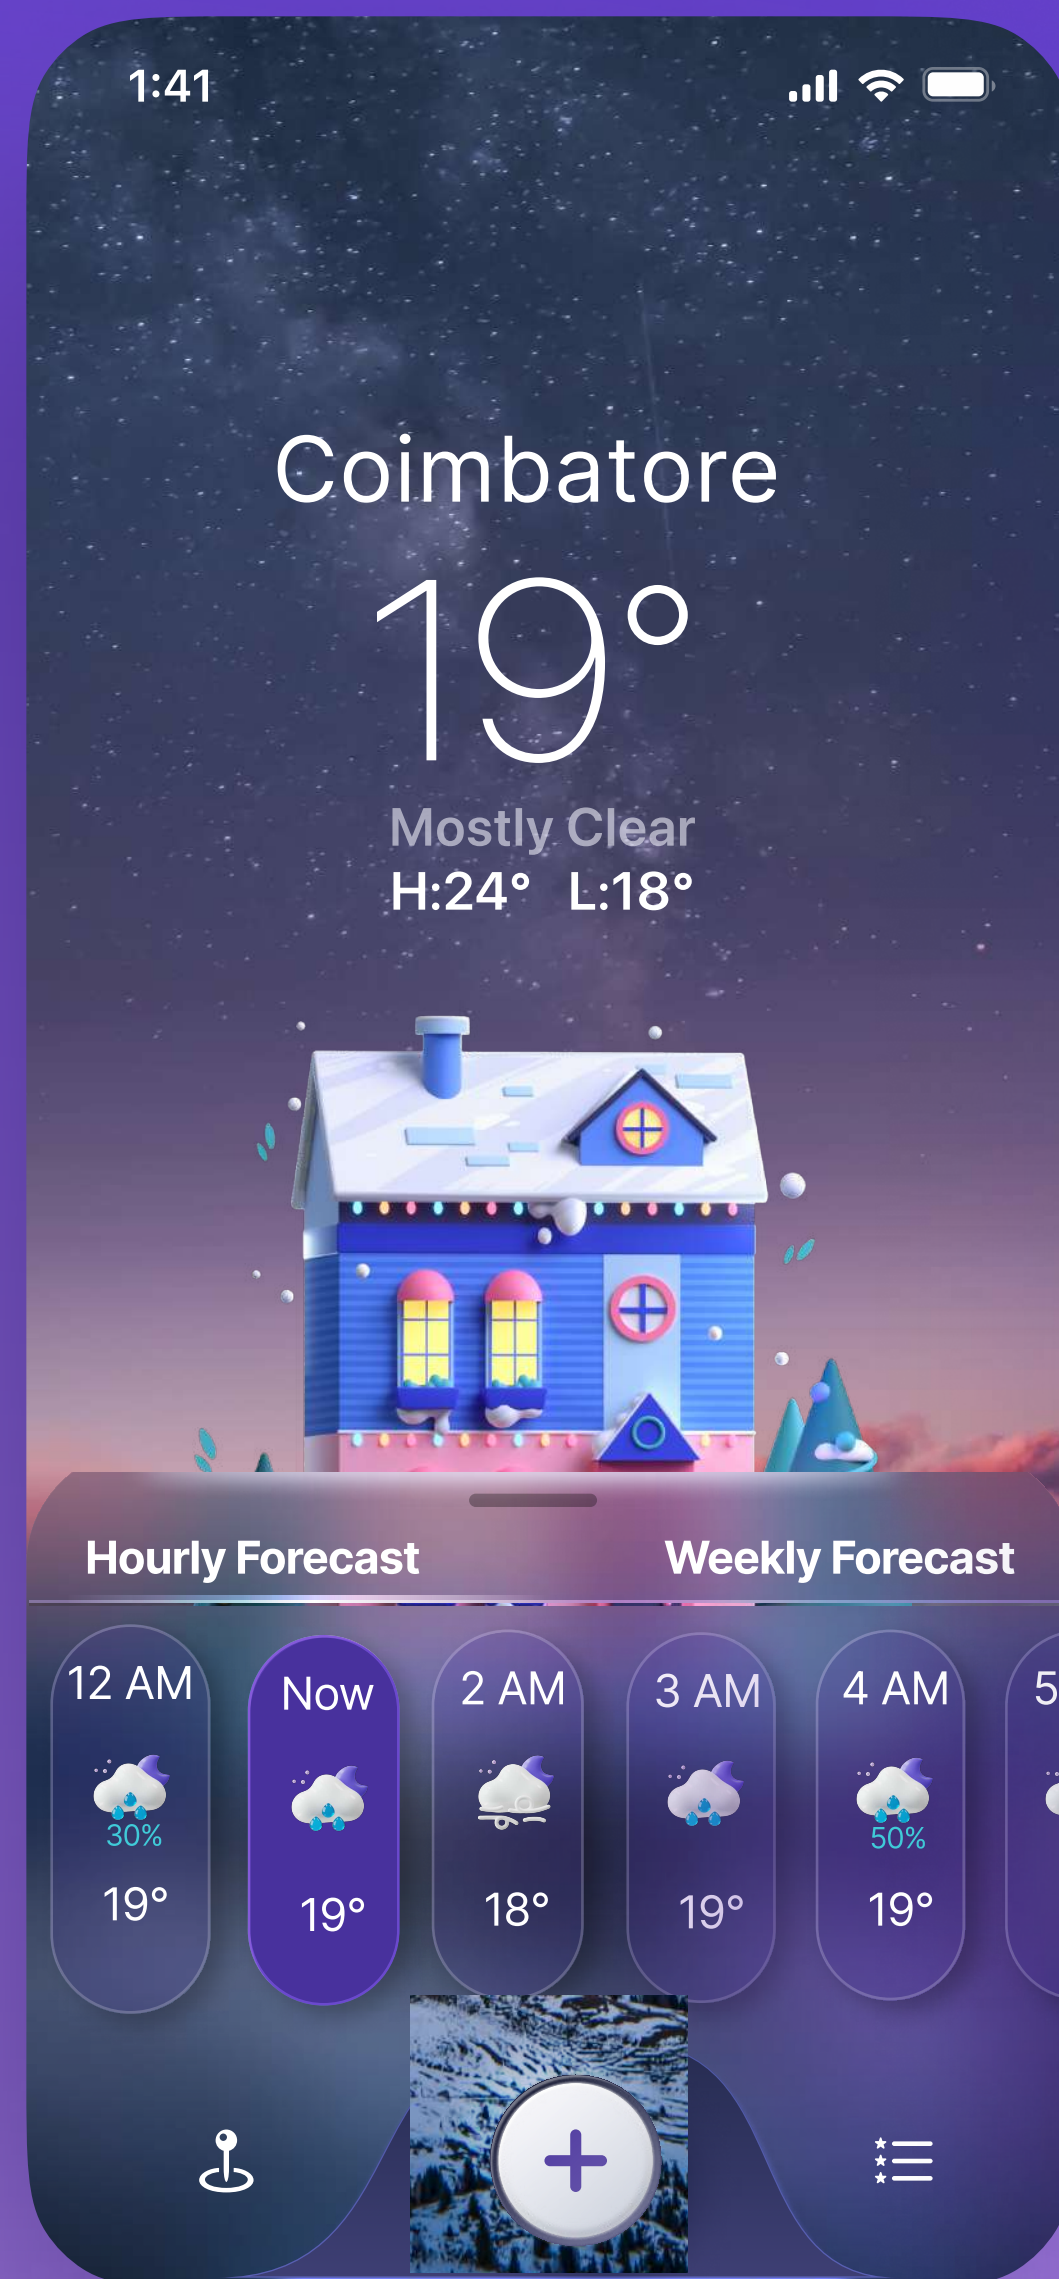 1:41
Coimbatore
19°
Mostly Clear
H:24° L:18°
Hourly Forecast Weekly Forecast
12 AM Now 2 AM 3 AM 4 AM 5
30% 50%
19° 19° 18° 19° 19°